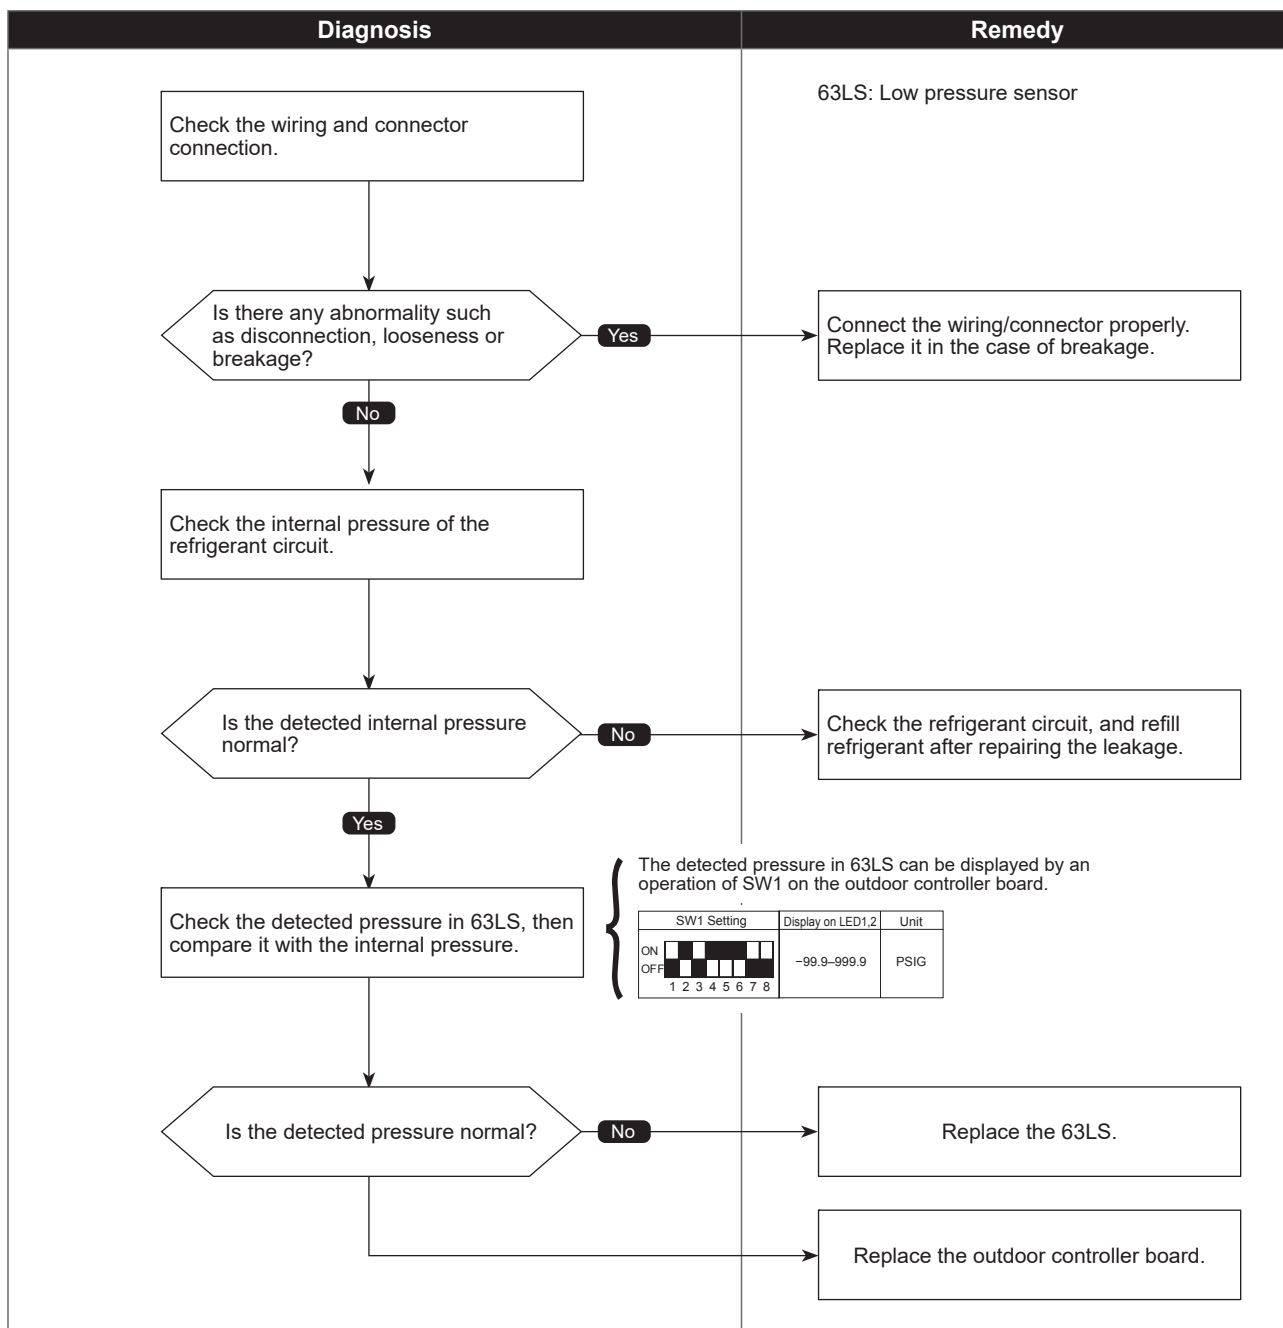 Diagnosis
Remedy
63LS: Low pressure sensor
Check the wiring and connector
connection.
Is there any abnormality such
as disconnection, looseness or
breakage?
Yes
Connect the wiring/connector properly.
Replace it in the case of breakage.
No
Check the internal pressure of the
refrigerant circuit.
Is the detected internal pressure
normal?
No
Check the refrigerant circuit, and refill
refrigerant after repairing the leakage.
Yes
Check the detected pressure in 63LS, then
compare it with the internal pressure.
The detected pressure in 63LS can be displayed by an
operation of SW1 on the outdoor controller board.
SW1 Setting
Display on LED1,2
Unit
ON
OFF
1 2 3 4 5 6 7 8
−99.9–999.9
PSIG
Is the detected pressure normal?
No
Replace the 63LS.
Replace the outdoor controller board.